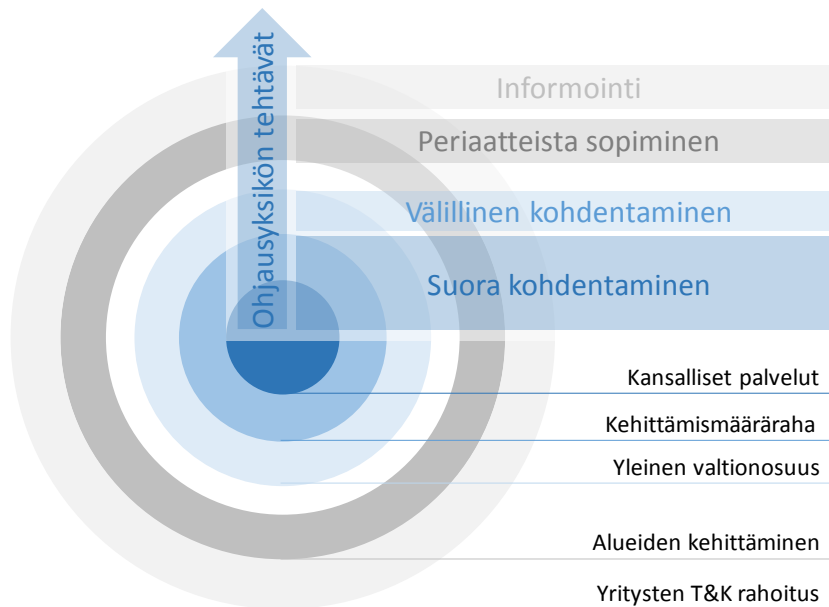 Ohjausyksikön tehtävät
Informointi
Periaatteista sopiminen
Välillinen kohdentaminen
Suora kohdentaminen
Kansalliset palvelut
Kehittämismääräraha
Yleinen valtionosuus
Alueiden kehittäminen
Yritysten T&K rahoitus